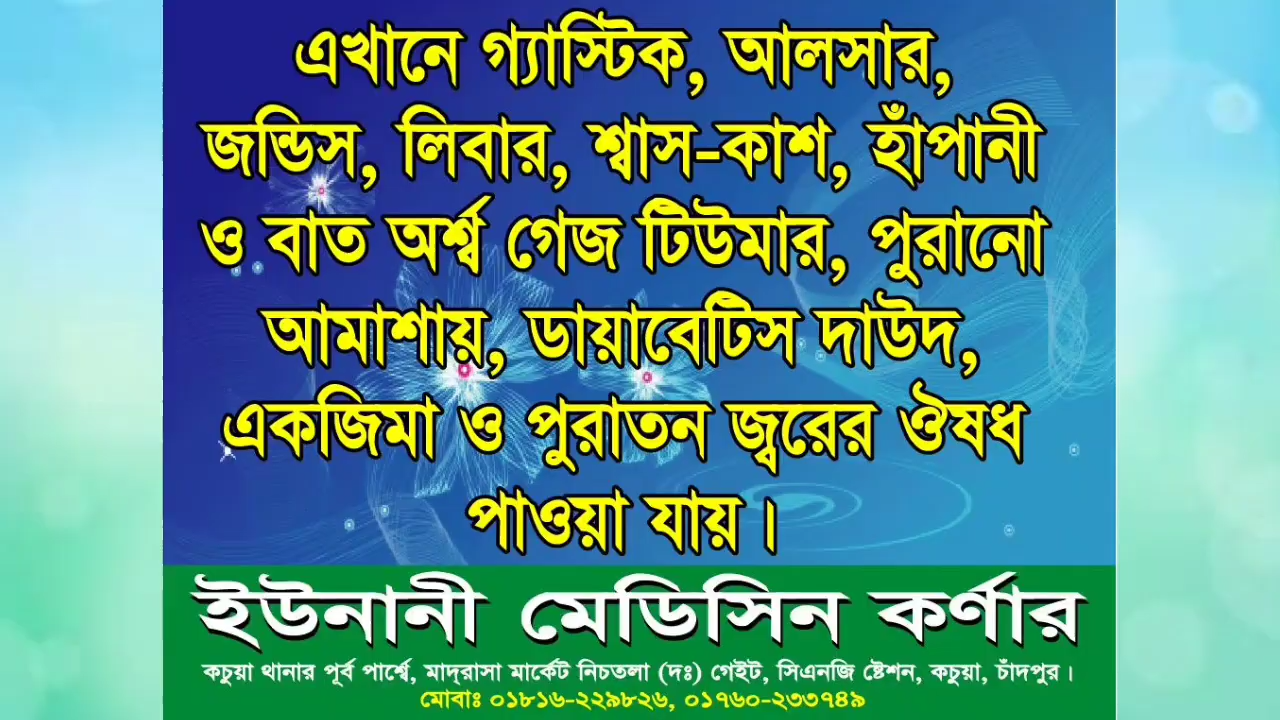 এখানে গ্যাস্টিক, আলসার,
জন্ডিস, লিবার, শ্বাস-কাশ, হাঁপানী
ও বাত অর্শ্ব গেজ টিউমার, পুরানো
আমাশায়, ডায়াবেটিস দাউদ,
একজিমা ও পুরাতন জ্বরের ঔষধ
পাওয়া যায়।
ইউনানী মেডিসিন কর্ণার
কচুয়া থানার পূর্ব পার্শ্বে, মাদ্‌রাসা মার্কেট নিচতলা (দঃ) গেইট, সিএনজি ষ্টেশন, কচুয়া, চাঁদপুর।
মোবাঃ ০১৮১৬-২২৯৮২৬, ০১৭৬০-২৩৩৭৪৯